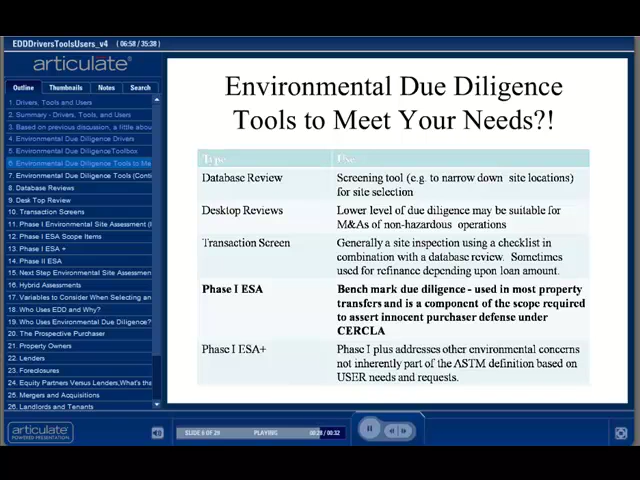 EDDDriversToolsUsers_v4 (06:58 / 35:38)
articulate®
Outline Thumbnails Notes Search
1. Drivers, Tools and Users
2. Summary - Drivers, Tools, and Users
3. Based on previous discussion, a little abou
4. Environmental Due Diligence Drivers
5. Environmental Due DiligenceToolbox
6. Environmental Due Diligence Tools to Me
7. Environmental Due Diligence Tools (Conti
8. Database Reviews
9. Desk Top Review
10. Transaction Screens
11. Phase I Environmental Site Assessment (I
12. Phase I ESA Scope Items
13. Phase I ESA +
14. Phase II ESA
15. Next Step Environmental Site Assessment
16. Hybrid Assessments
17. Variables to Consider When Selecting an
18. Who Uses EDD and Why?
19. Who Uses Environmental Due Diligence?
20. The Prospective Purchaser
21. Property Owners
22. Lenders
23. Foreclosures
24. Equity Partners Versus Lenders,What's tha
25. Mergers and Acquisitions
26. Landlords and Tenants
Environmental Due Diligence
Tools to Meet Your Needs?!
Type Use
Database Review Screening tool (e.g. to narrow down site locations)
for site selection
Desktop Reviews Lower level of due diligence may be suitable for
M&As of non-hazardous operations
Transaction Screen Generally a site inspection using a checklist in
combination with a database review. Sometimes
used for refinance depending upon loan amount.
Phase I ESA Bench mark due diligence - used in most property
transfers and is a component of the scope required
to assert innocent purchaser defense under
CERCLA
Phase I ESA+ Phase I plus addresses other environmental concerns
not inherently part of the ASTM definition based on
USER needs and requests.
articulate®
POWERED PRESENTATION
SLIDE 6 OF 29 PLAYING 00:28 / 00:32